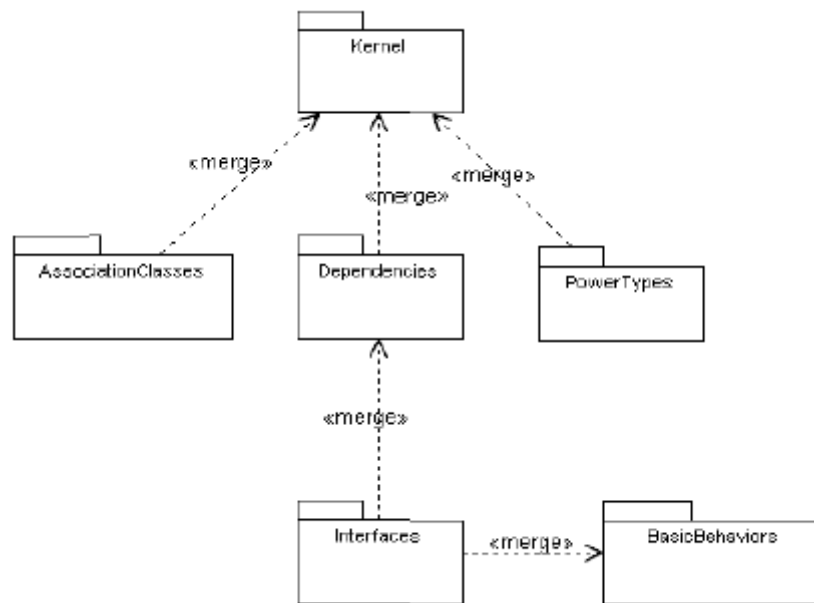 Kernel
«merge»
«merge»
«merge»
AssociationClasses
Dependencies
PowerTypes
«merge»
Interfaces
«merge»
BasicBehaviors